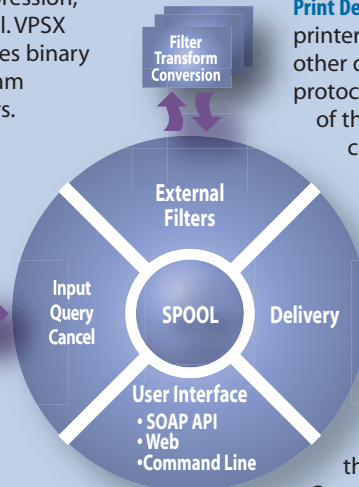 pression,
l. VPSX
es binary
am
rs.
Filter
Transform
Conversion
Print De
printer
other c
protoc
of th
c
External
Filters
Input
Query
Cancel
SPOOL
Delivery
User Interface
• SOAP API
• Web
•Command Line
th